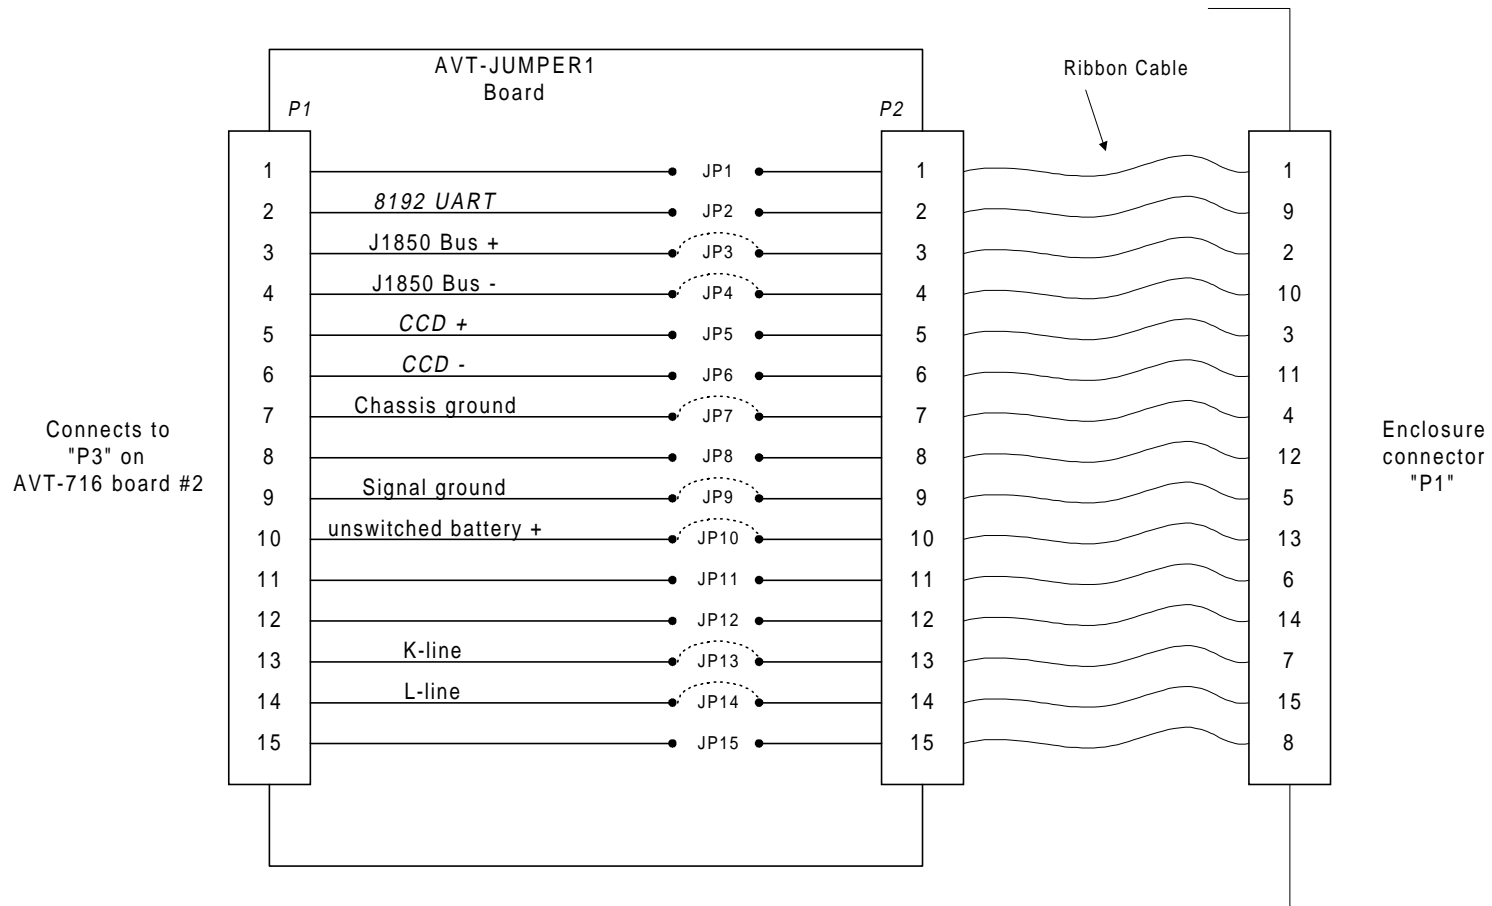 AVT-JUMPER1
Board
Ribbon Cable
P1
P2
1 JP1 1 1
2 8192 UART JP2 2 9
3 J1850 Bus + JP3 3 2
4 J1850 Bus - JP4 4 10
5 CCD + JP5 5 3
6 CCD - JP6 6 11
7 Chassis ground JP7 7 4
8 JP8 8 12
9 Signal ground JP9 9 5
10 unswitched battery + JP10 10 13
11 JP11 11 6
12 JP12 12 14
13 K-line JP13 13 7
14 L-line JP14 14 15
15 JP15 15 8
Connects to
"P3" on
AVT-716 board #2
Enclosure
connector
"P1"